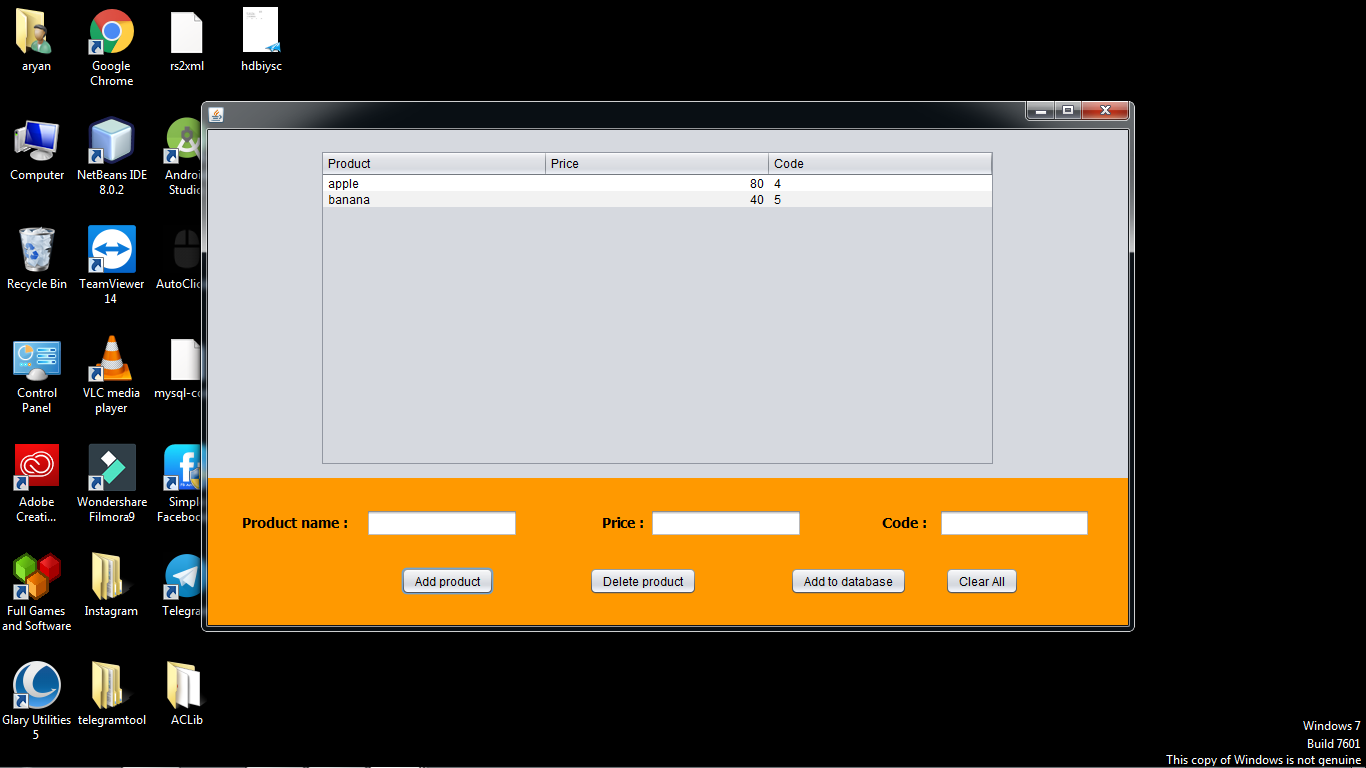 aryan
Google Chrome
rs2xml
hdbiysc
Computer
NetBeans IDE 8.0.2
Androi
Studio
Recycle Bin
TeamViewer 14
AutoClic
Control Panel
VLC media player
mysql-co
Adobe Creati...
Wondershare Filmora9
Simpl
Faceboo
Full Games and Software
Instagram
Telegra
Glary Utilities 5
telegramtool
ACLib
Product Price Code
apple 80 4
banana 40 5
Product name : Price : Code :
Add product Delete product Add to database Clear All
Windows 7
Build 7601
This copy of Windows is not genuine